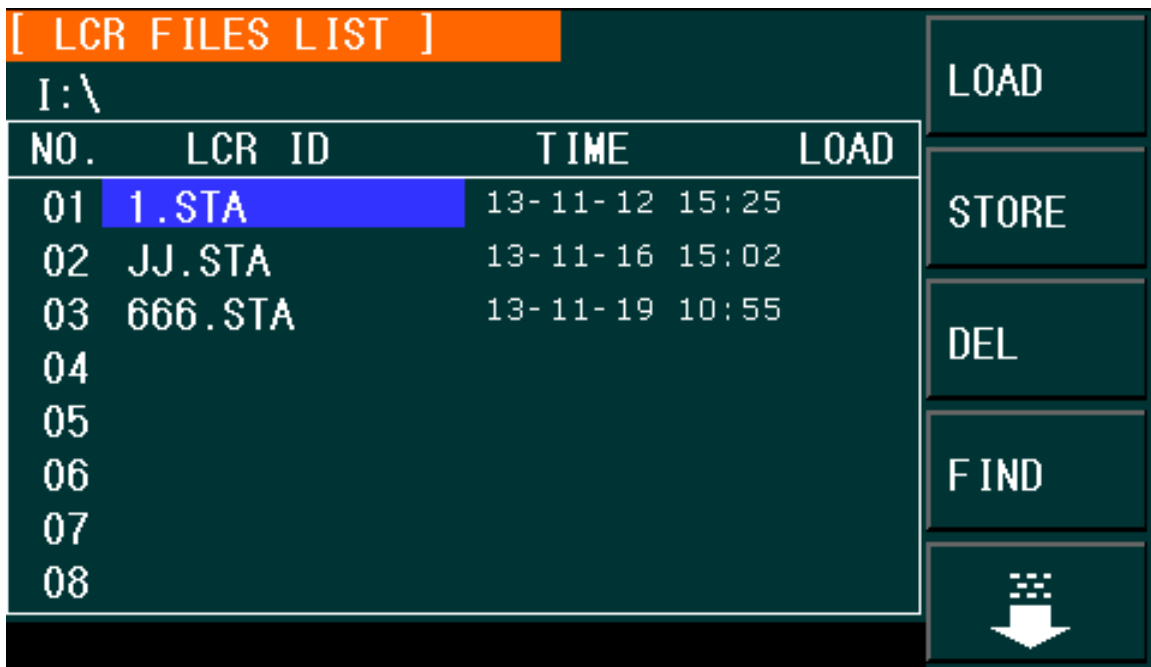 [ LCR FILES LIST ]
I:\
NO. LCR ID TIME LOAD
01 1.STA 13-11-12 15:25
02 JJ.STA 13-11-16 15:02
03 666.STA 13-11-19 10:55
04
05
06
07
08
LOAD
STORE
DEL
FIND